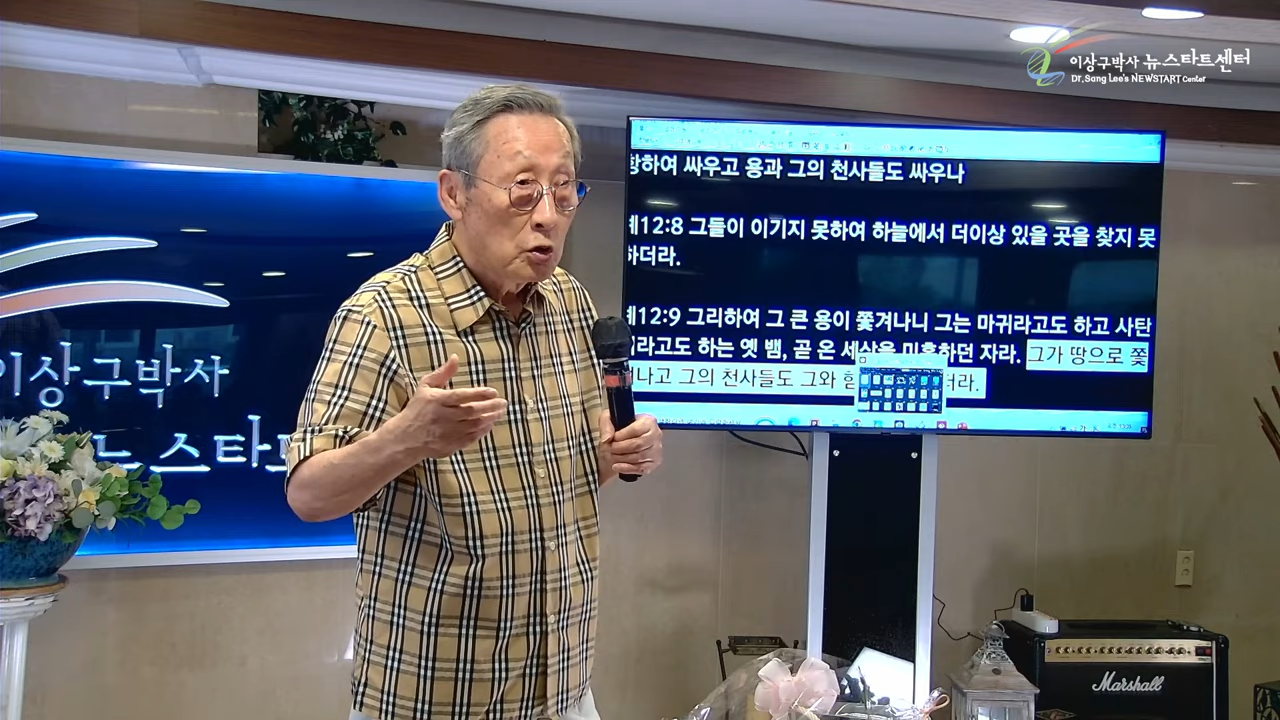 이상구박사 뉴스타트센터
Dr.Sang Lee's NEWSTART Center
항하여 싸우고 용과 그의 천사들도 싸우나
계12:8 그들이 이기지 못하여 하늘에서 더이상 있을 곳을 찾지 못
하더라.
계12:9 그리하여 그 큰 용이 쫓겨나니 그는 마귀라고도 하고 사탄
이라고도 하는 옛 뱀, 곧 온 세상을 미혹하던 자라. 그가 땅으로 쫓
겨나고 그의 천사들도 그와
이상구박사
뉴스타트
Marshall